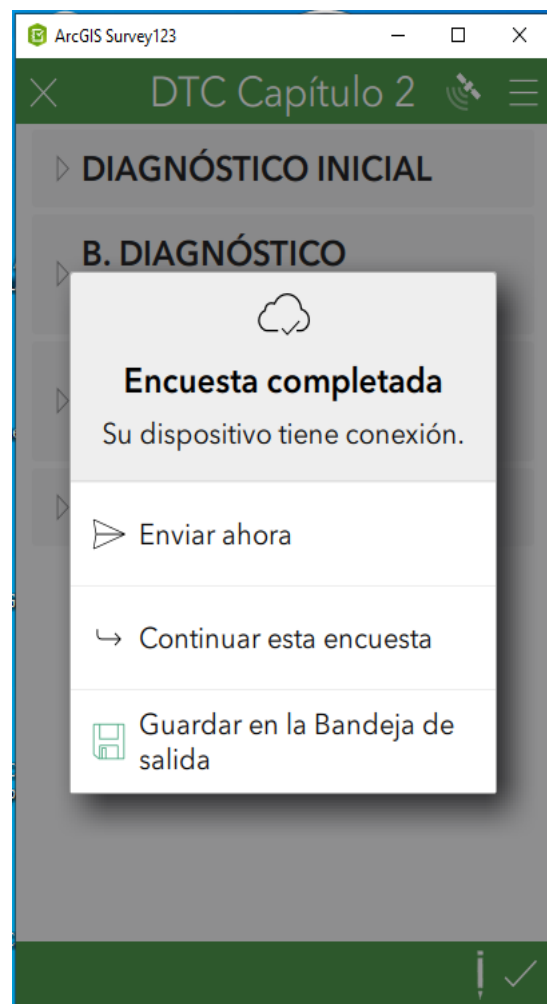 ArcGIS Survey123
DTC Capítulo 2
DIAGNÓSTICO INICIAL
B. DIAGNÓSTICO
Encuesta completada
Su dispositivo tiene conexión.
Enviar ahora
Continuar esta encuesta
Guardar en la Bandeja de
salida